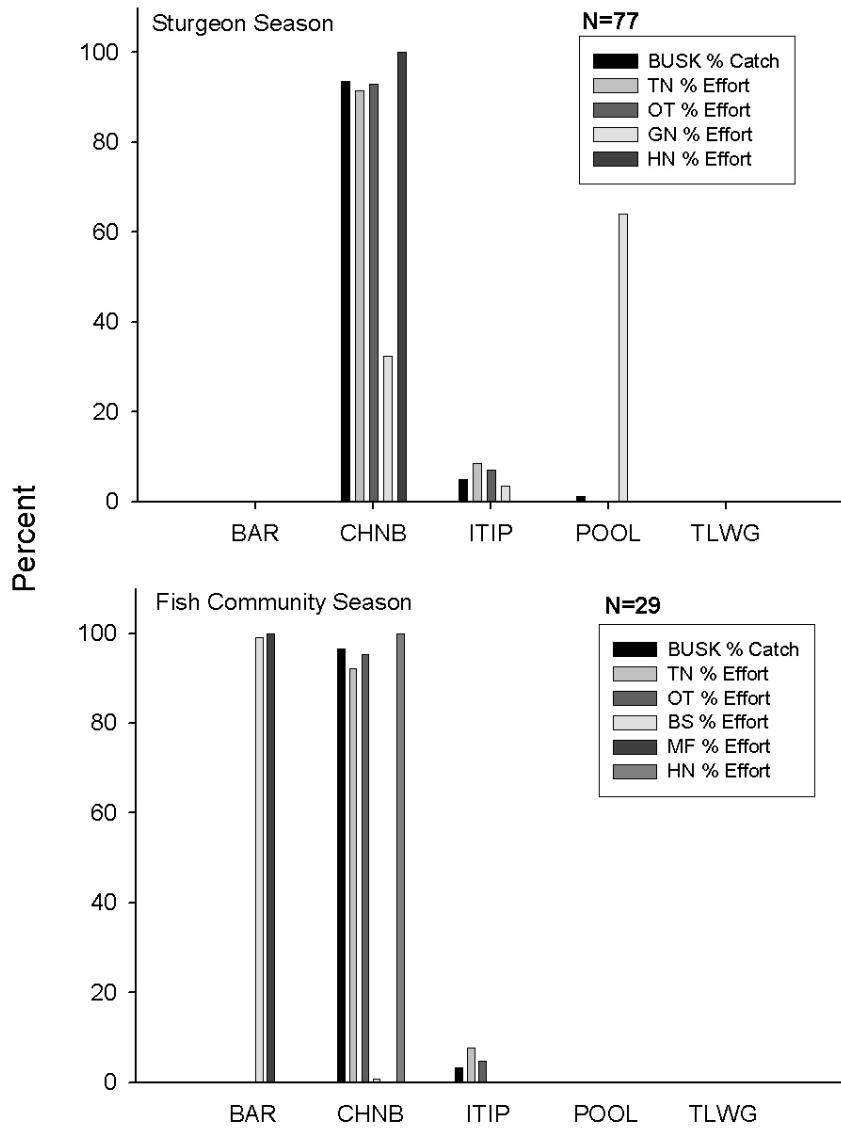 Sturgeon Season
N=77
BUSK % Catch
TN % Effort
OT % Effort
GN % Effort
HN % Effort
100
80
60
40
20
0
BAR CHNB ITIP POOL TLWG
Percent
Fish Community Season
N=29
BUSK % Catch
TN % Effort
OT % Effort
BS % Effort
MF % Effort
HN % Effort
100
80
60
40
20
0
BAR CHNB ITIP POOL TLWG